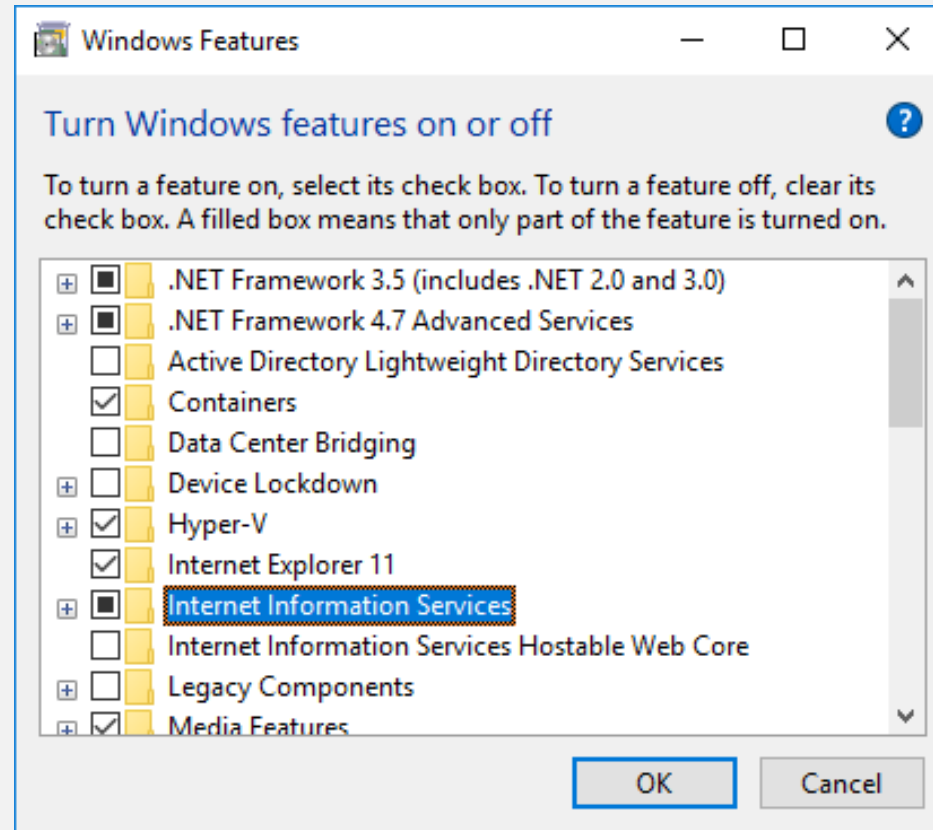 Windows Features
Turn Windows features on or off
?
To turn a feature on, select its check box. To turn a feature off, clear its
check box. A filled box means that only part of the feature is turned on.
.NET Framework 3.5 (includes .NET 2.0 and 3.0)
.NET Framework 4.7 Advanced Services
Active Directory Lightweight Directory Services
Containers
Data Center Bridging
Device Lockdown
Hyper-V
Internet Explorer 11
Internet Information Services
Internet Information Services Hostable Web Core
Legacy Components
Media Features
OK
Cancel